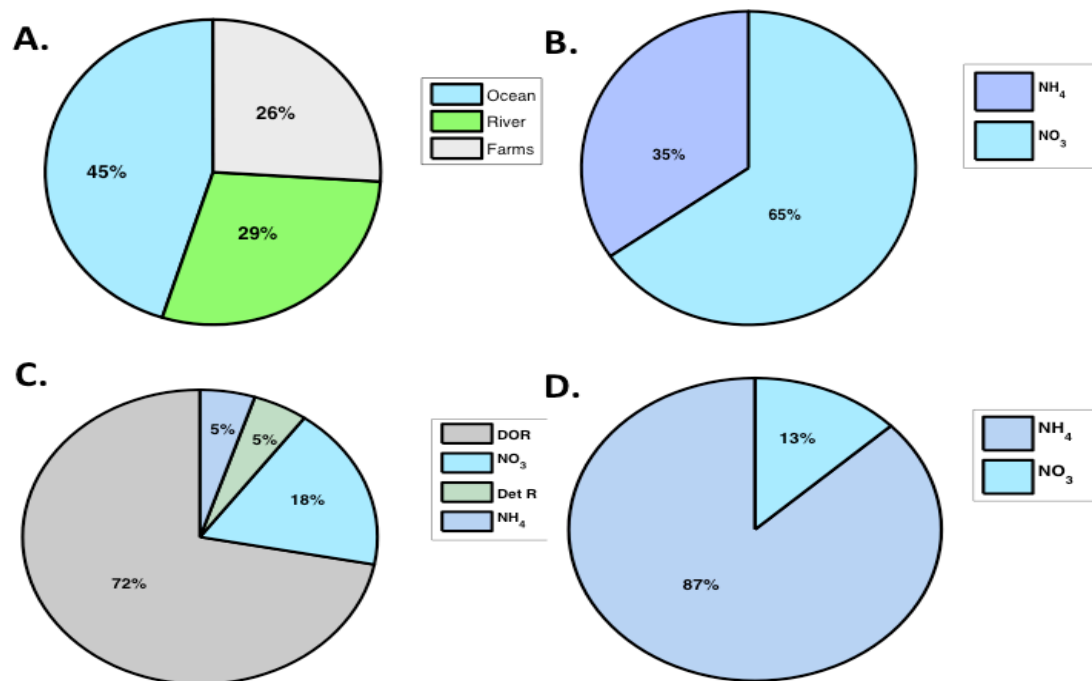 A.
26%
45%
29%
Ocean
River
Farms
B.
35%
65%
NH₄
NO₃
C.
5%
5%
18%
72%
DOR
NO₃
Det R
NH₄
D.
13%
87%
NH₄
NO₃